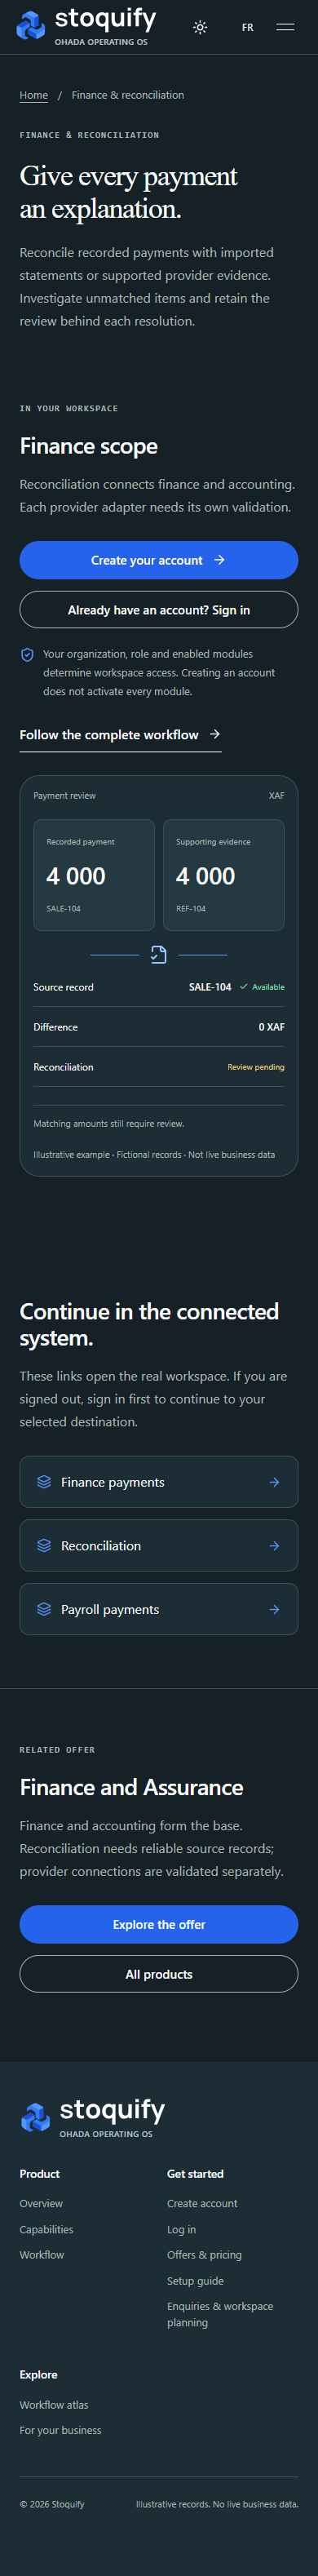 stoquify
OHADA OPERATING OS
FR
Home / Finance & reconciliation
FINANCE & RECONCILIATION
Give every payment
an explanation.
Reconcile recorded payments with imported
statements or supported provider evidence.
Investigate unmatched items and retain the
review behind each resolution.
IN YOUR WORKSPACE
Finance scope
Reconciliation connects finance and accounting.
Each provider adapter needs its own validation.
Create your account
Already have an account? Sign in
Your organization, role and enabled modules
determine workspace access. Creating an account
does not activate every module.
Follow the complete workflow
Payment review XAF
Recorded payment
4 000
SALE-104
Supporting evidence
4 000
REF-104
Source record SALE-104 Available
Difference 0 XAF
Reconciliation Review pending
Matching amounts still require review.
Illustrative example · Fictional records · Not live business data
Continue in the connected
system.
These links open the real workspace. If you are
signed out, sign in first to continue to your
selected destination.
Finance payments
Reconciliation
Payroll payments
RELATED OFFER
Finance and Assurance
Finance and accounting form the base.
Reconciliation needs reliable source records;
provider connections are validated separately.
Explore the offer
All products
stoquify
OHADA OPERATING OS
Product
Overview
Capabilities
Workflow
Get started
Create account
Log in
Offers & pricing
Setup guide
Enquiries & workspace
planning
Explore
Workflow atlas
For your business
© 2026 Stoquify
Illustrative records. No live business data.